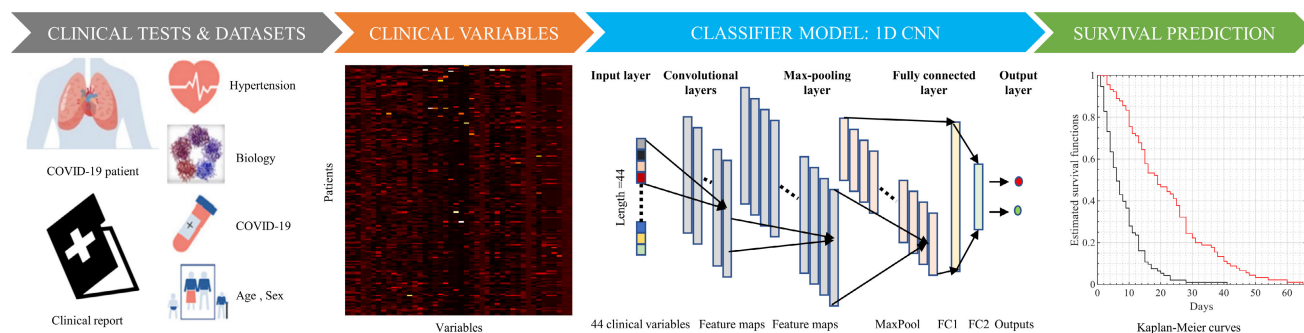 CLINICAL TESTS & DATASETS
CLINICAL VARIABLES
CLASSIFIER MODEL: 1D CNN
SURVIVAL PREDICTION
COVID-19 patient
Clinical report
Hypertension
Biology
COVID-19
Age , Sex
Patients
Variables
Input layer
Convolutional
layers
Max-pooling
layer
Fully connected
layer
Output
layer
Length =44
44 clinical variables
Feature maps
Feature maps
MaxPool
FC1
FC2
Outputs
Estimated survival functions
1
0.8
0.6
0.4
0.2
0
0
10
20
30
40
50
60
Days
Kaplan-Meier curves